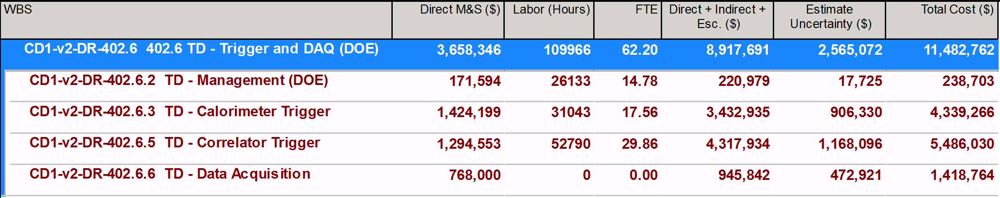 WBS Direct M&S ($) Labor (Hours) FTE Direct + Indirect + Esc. ($) Estimate Uncertainty ($) Total Cost ($)
CD1-v2-DR-402.6 402.6 TD - Trigger and DAQ (DOE) 3,658,346 109966 62.20 8,917,691 2,565,072 11,482,762
CD1-v2-DR-402.6.2 TD - Management (DOE) 171,594 26133 14.78 220,979 17,725 238,703
CD1-v2-DR-402.6.3 TD - Calorimeter Trigger 1,424,199 31043 17.56 3,432,935 906,330 4,339,266
CD1-v2-DR-402.6.5 TD - Correlator Trigger 1,294,553 52790 29.86 4,317,934 1,168,096 5,486,030
CD1-v2-DR-402.6.6 TD - Data Acquisition 768,000 0 0.00 945,842 472,921 1,418,764